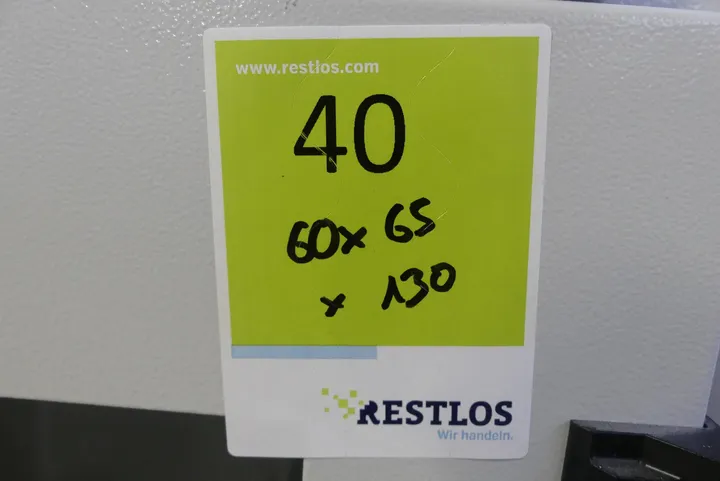 www.restlos.com
40
60x 65
x 130
RESTLOS
Wir handeln.